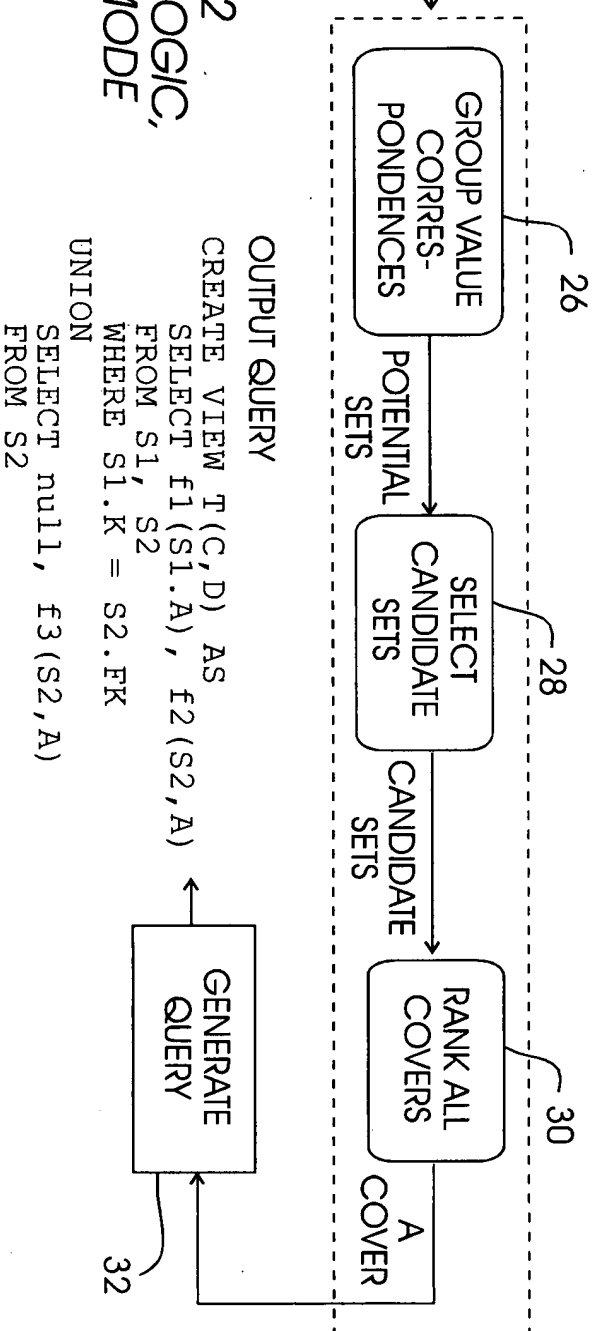 26
GROUP VALUE
CORRES-
PONDENCES
POTENTIAL
SETS
28
SELECT
CANDIDATE
SETS
CANDIDATE
SETS
30
RANK ALL
COVERS
A
COVER
GENERATE
QUERY
32
OUTPUT QUERY
CREATE VIEW T(C,D) AS
SELECT f1(S1.A), f2(S2,A)
FROM S1, S2
WHERE S1.K = S2.FK
UNION
SELECT null, f3(S2,A)
FROM S2
2
OGIC,
MODE